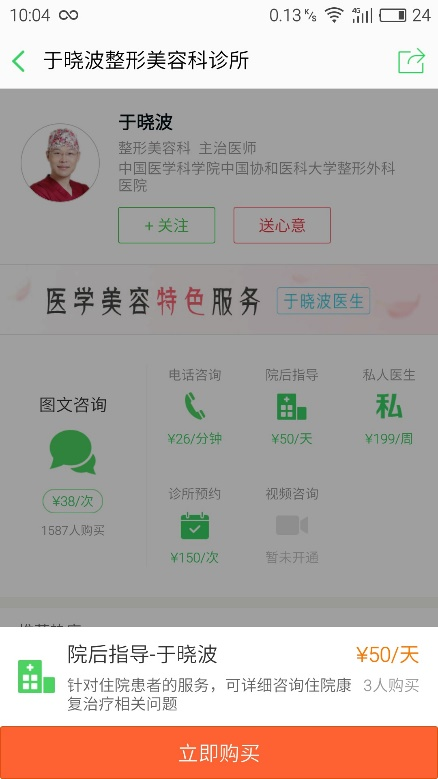 10:04 0.13 K/s 4G 24
于晓波整形美容科诊所
于晓波
整形美容科 主治医师
中国医学科学院中国协和医科大学整形外科
医院
+ 关注 送心意
医学美容特色服务 于晓波医生
图文咨询
¥38/次
1587人购买
电话咨询 院后指导 私人医生
私
¥26/分钟 ¥50/天 ¥199/周
诊所预约 视频咨询
¥150/次 暂未开通
院后指导-于晓波 ¥50/天
针对住院患者的服务，可详细咨询住院康 3人购买
复治疗相关问题
立即购买